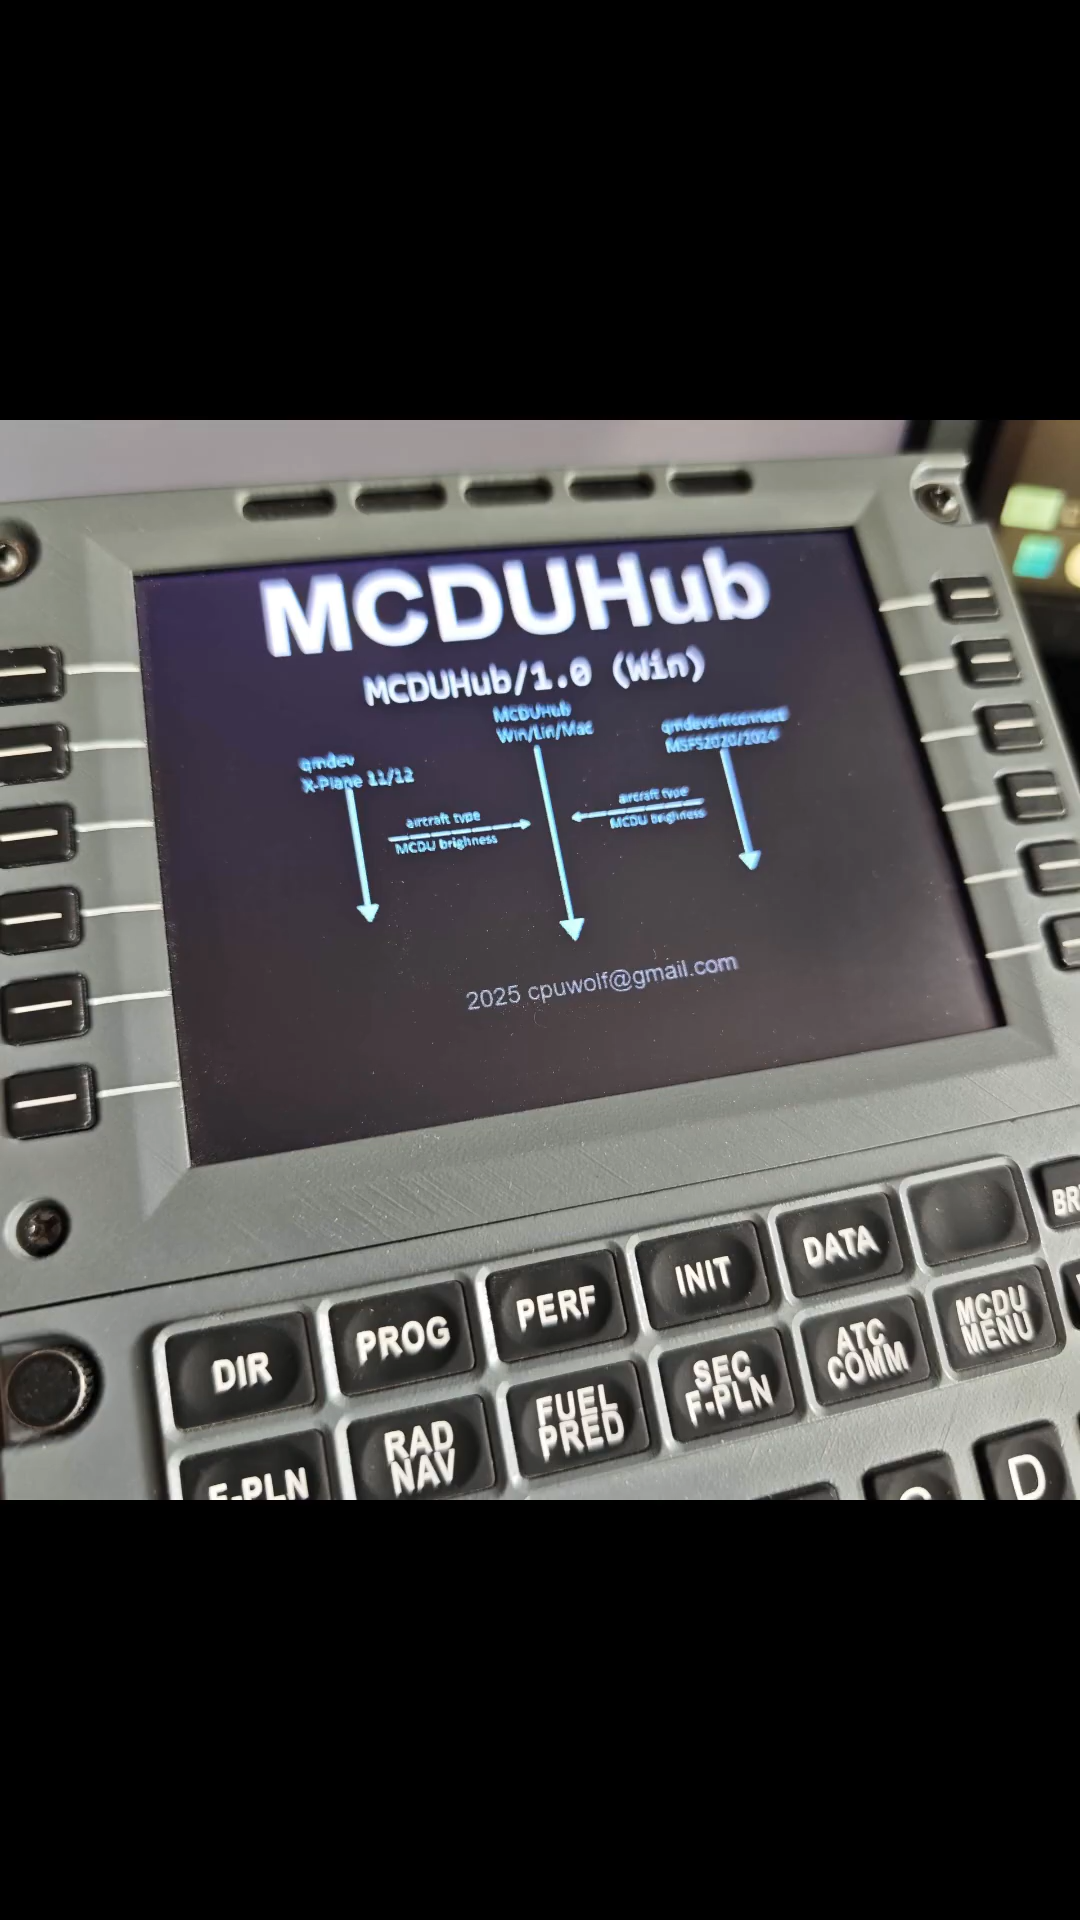 MCDUHub
MCDUHub/1.0 (Win)
MCDUHub
Win/Lin/Mac
qmdevsimconnect
MSFS2020/2024
qmdev
X-Plane 11/12
aircraft type
MCDU brighness
aircraft type
MCDU brighness
2025 cpuwolf@gmail.com
DIR
PROG
PERF
INIT
DATA
BR
F-PLN
RAD
NAV
FUEL
PRED
SEC
F-PLN
ATC
COMM
MCDU
MENU
D